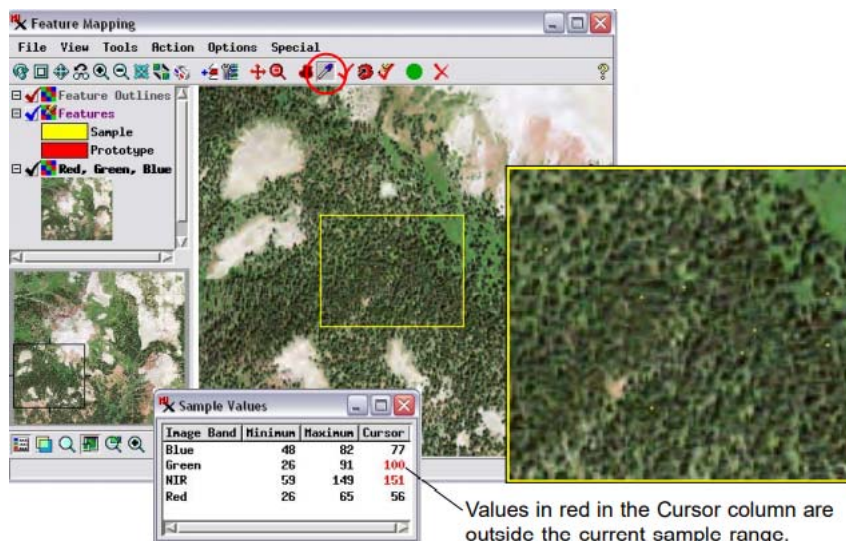 Feature Mapping
File View Tools Action Options Special
Feature Outlines
Features
Sample
Prototype
Red, Green, Blue
Sample Values
Image Band Minimum Maximum Cursor
Blue 48 82 77
Green 26 91 100
NIR 59 149 151
Red 26 65 56
Values in red in the Cursor column are
outside the current sample range.